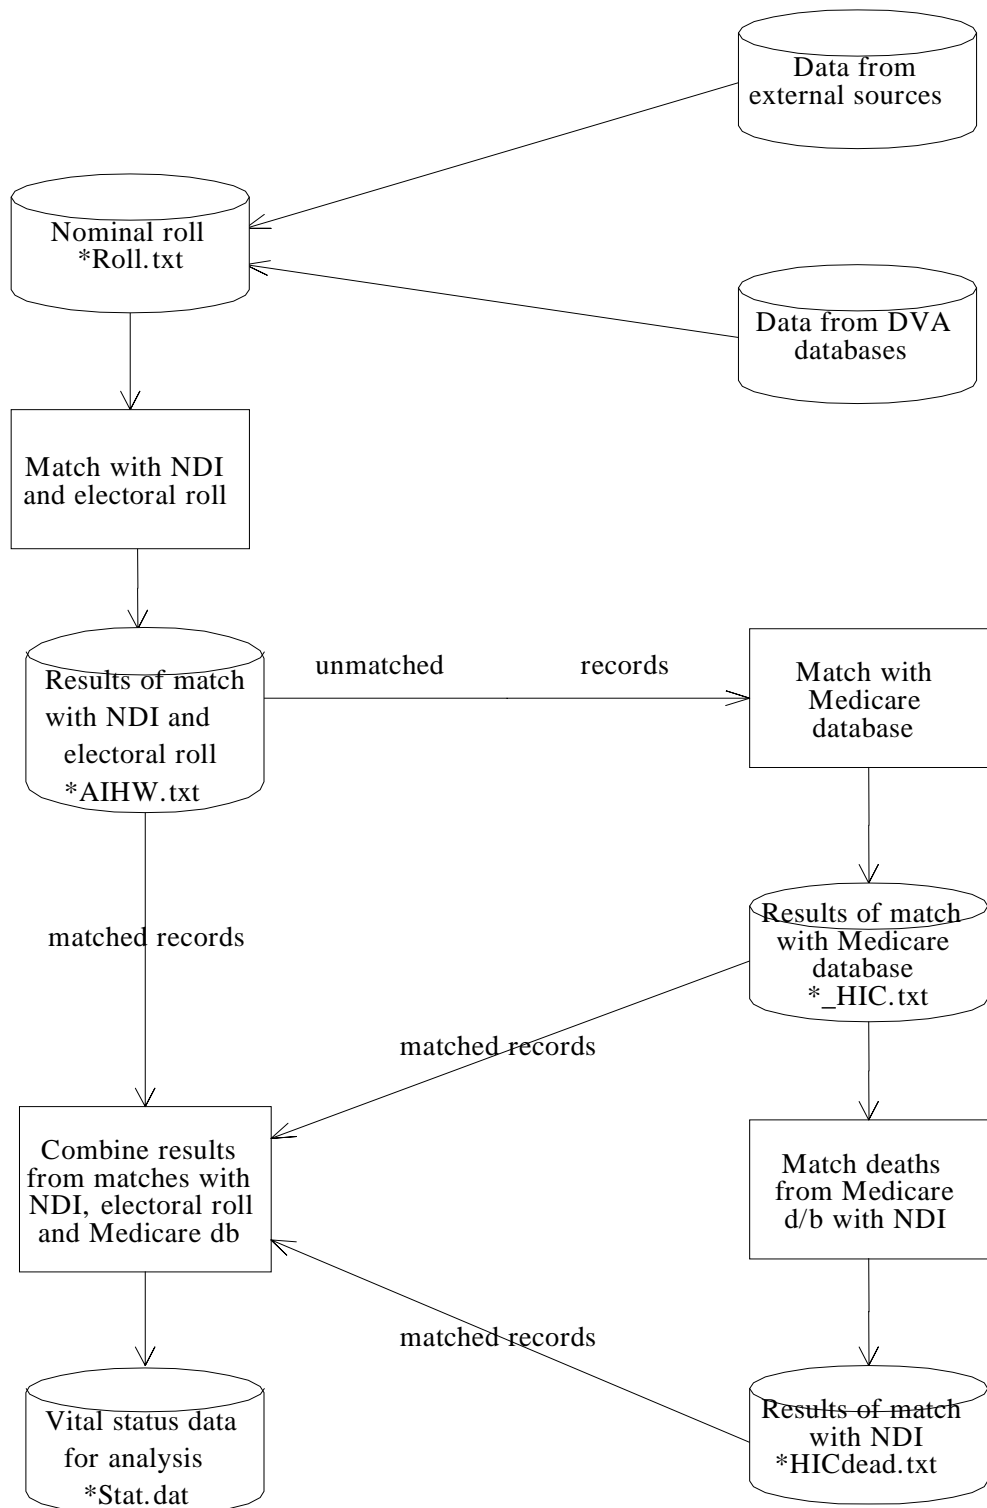 Data from
external sources
Nominal roll
*Roll.txt
Data from DVA
databases
Match with NDI
and electoral roll
Results of match
with NDI and
electoral roll
*AIHW.txt
unmatched records
Match with
Medicare
database
matched records
Results of match
with Medicare
database
*_HIC.txt
matched records
Combine results
from matches with
NDI, electoral roll
and Medicare db
Match deaths
from Medicare
d/b with NDI
matched records
Vital status data
for analysis
*Stat.dat
Results of match
with NDI
*HICdead.txt